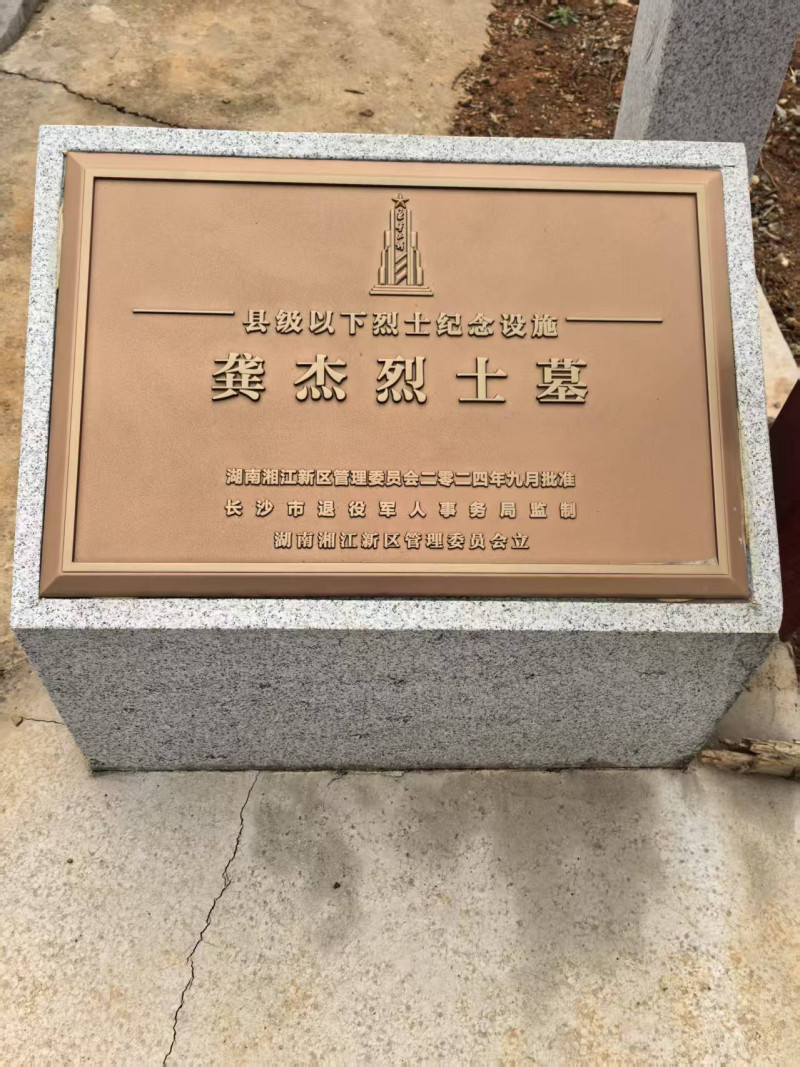 县级以下烈士纪念设施
龚杰烈士墓
湖南湘江新区管理委员会二零二四年九月批准
长沙市退役军人事务局监制
湖南湘江新区管理委员会立